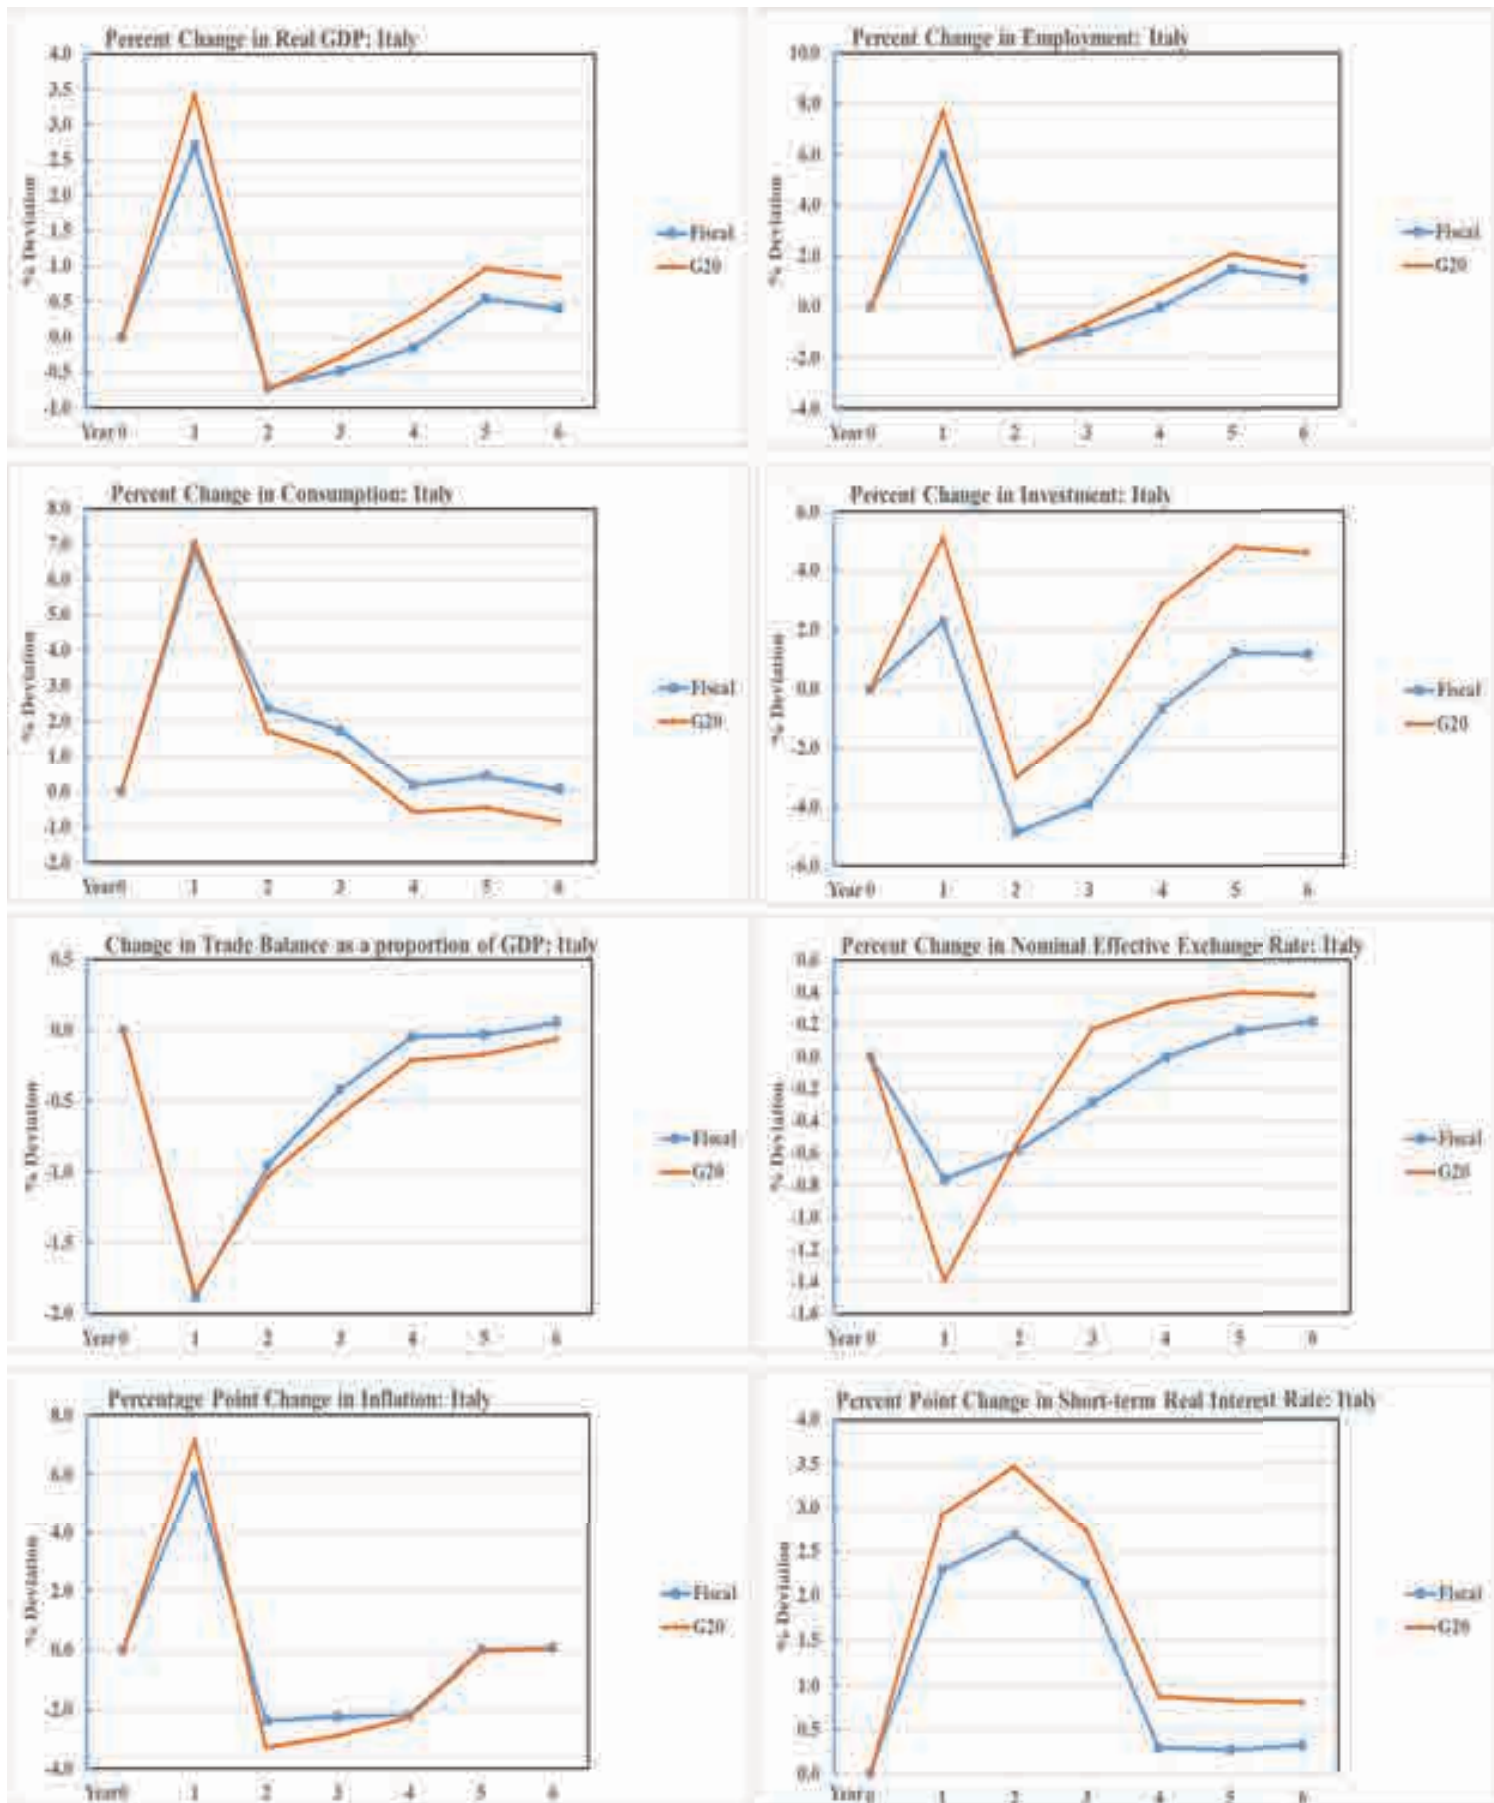 Percent Change in Real GDP: Italy
4.0
3.5
3.0
2.5
2.0
1.5
1.0
0.5
0.0
-0.5
-1.0
% Deviation
Year 0 1 2 3 4 5 6
Fiscal
G20
Percent Change in Employment: Italy
10.0
8.0
6.0
4.0
2.0
0.0
-2.0
-4.0
% Deviation
Year 0 1 2 3 4 5 6
Fiscal
G20
Percent Change in Consumption: Italy
8.0
7.0
6.0
5.0
4.0
3.0
2.0
1.0
0.0
-1.0
-2.0
% Deviation
Year 0 1 2 3 4 5 6
Fiscal
G20
Percent Change in Investment: Italy
6.0
4.0
2.0
0.0
-2.0
-4.0
-6.0
% Deviation
Year 0 1 2 3 4 5 6
Fiscal
G20
Change in Trade Balance as a proportion of GDP: Italy
0.5
0.0
-0.5
-1.0
-1.5
-2.0
% Deviation
Year 0 1 2 3 4 5 6
Fiscal
G20
Percent Change in Nominal Effective Exchange Rate: Italy
0.6
0.4
0.2
0.0
-0.2
-0.4
-0.6
-0.8
-1.0
-1.2
-1.4
-1.6
% Deviation
Year 0 1 2 3 4 5 6
Fiscal
G20
Percentage Point Change in Inflation: Italy
8.0
6.0
4.0
2.0
0.0
-2.0
-4.0
% Deviation
Year 0 1 2 3 4 5 6
Fiscal
G20
Percent Point Change in Short-term Real Interest Rate: Italy
4.0
3.5
3.0
2.5
2.0
1.5
1.0
0.5
0.0
% Deviation
Year 0 1 2 3 4 5 6
Fiscal
G20